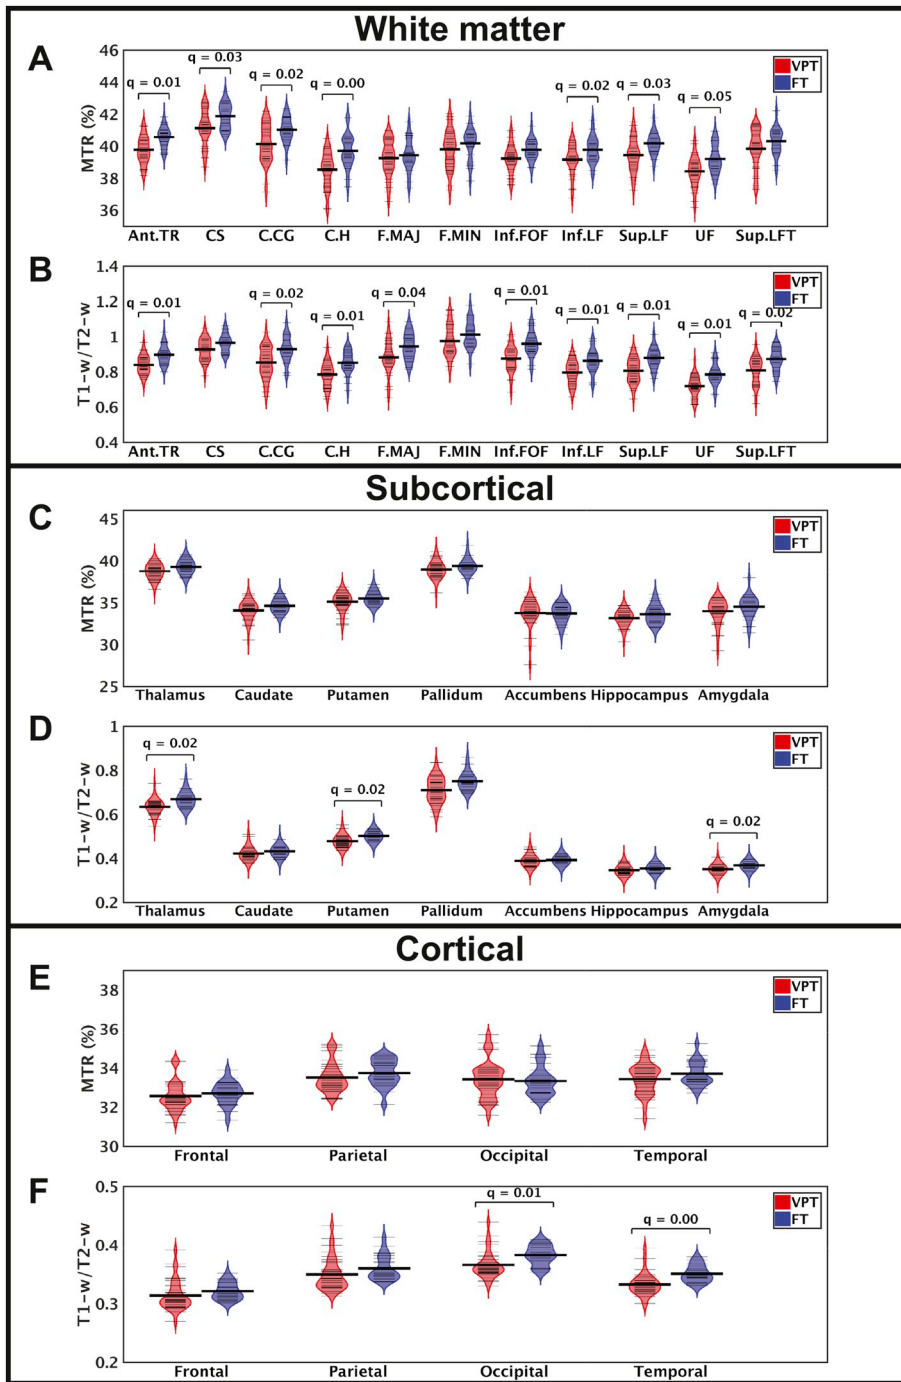 White matter
A
46
44
42
40
38
36
MTR (%)
q = 0.01
q = 0.03
q = 0.02
q = 0.00
q = 0.02
q = 0.03
q = 0.05
VPT
FT
Ant.TR CS C.CG C.H F.MAJ F.MIN Inf.FOF Inf.LF Sup.LF UF Sup.LFT
B
1.4
1.2
1
0.8
0.6
0.4
T1-w/T2-w
q = 0.01
q = 0.02
q = 0.01
q = 0.04
q = 0.01
q = 0.01
q = 0.01
q = 0.01
q = 0.02
VPT
FT
Ant.TR CS C.CG C.H F.MAJ F.MIN Inf.FOF Inf.LF Sup.LF UF Sup.LFT
Subcortical
C
45
40
35
30
25
MTR (%)
VPT
FT
Thalamus Caudate Putamen Pallidum Accumbens Hippocampus Amygdala
D
1
0.8
0.6
0.4
0.2
T1-w/T2-w
q = 0.02
q = 0.02
q = 0.02
VPT
FT
Thalamus Caudate Putamen Pallidum Accumbens Hippocampus Amygdala
Cortical
E
38
36
34
32
30
MTR (%)
VPT
FT
Frontal Parietal Occipital Temporal
F
0.5
0.4
0.3
0.2
T1-w/T2-w
q = 0.01
q = 0.00
VPT
FT
Frontal Parietal Occipital Temporal